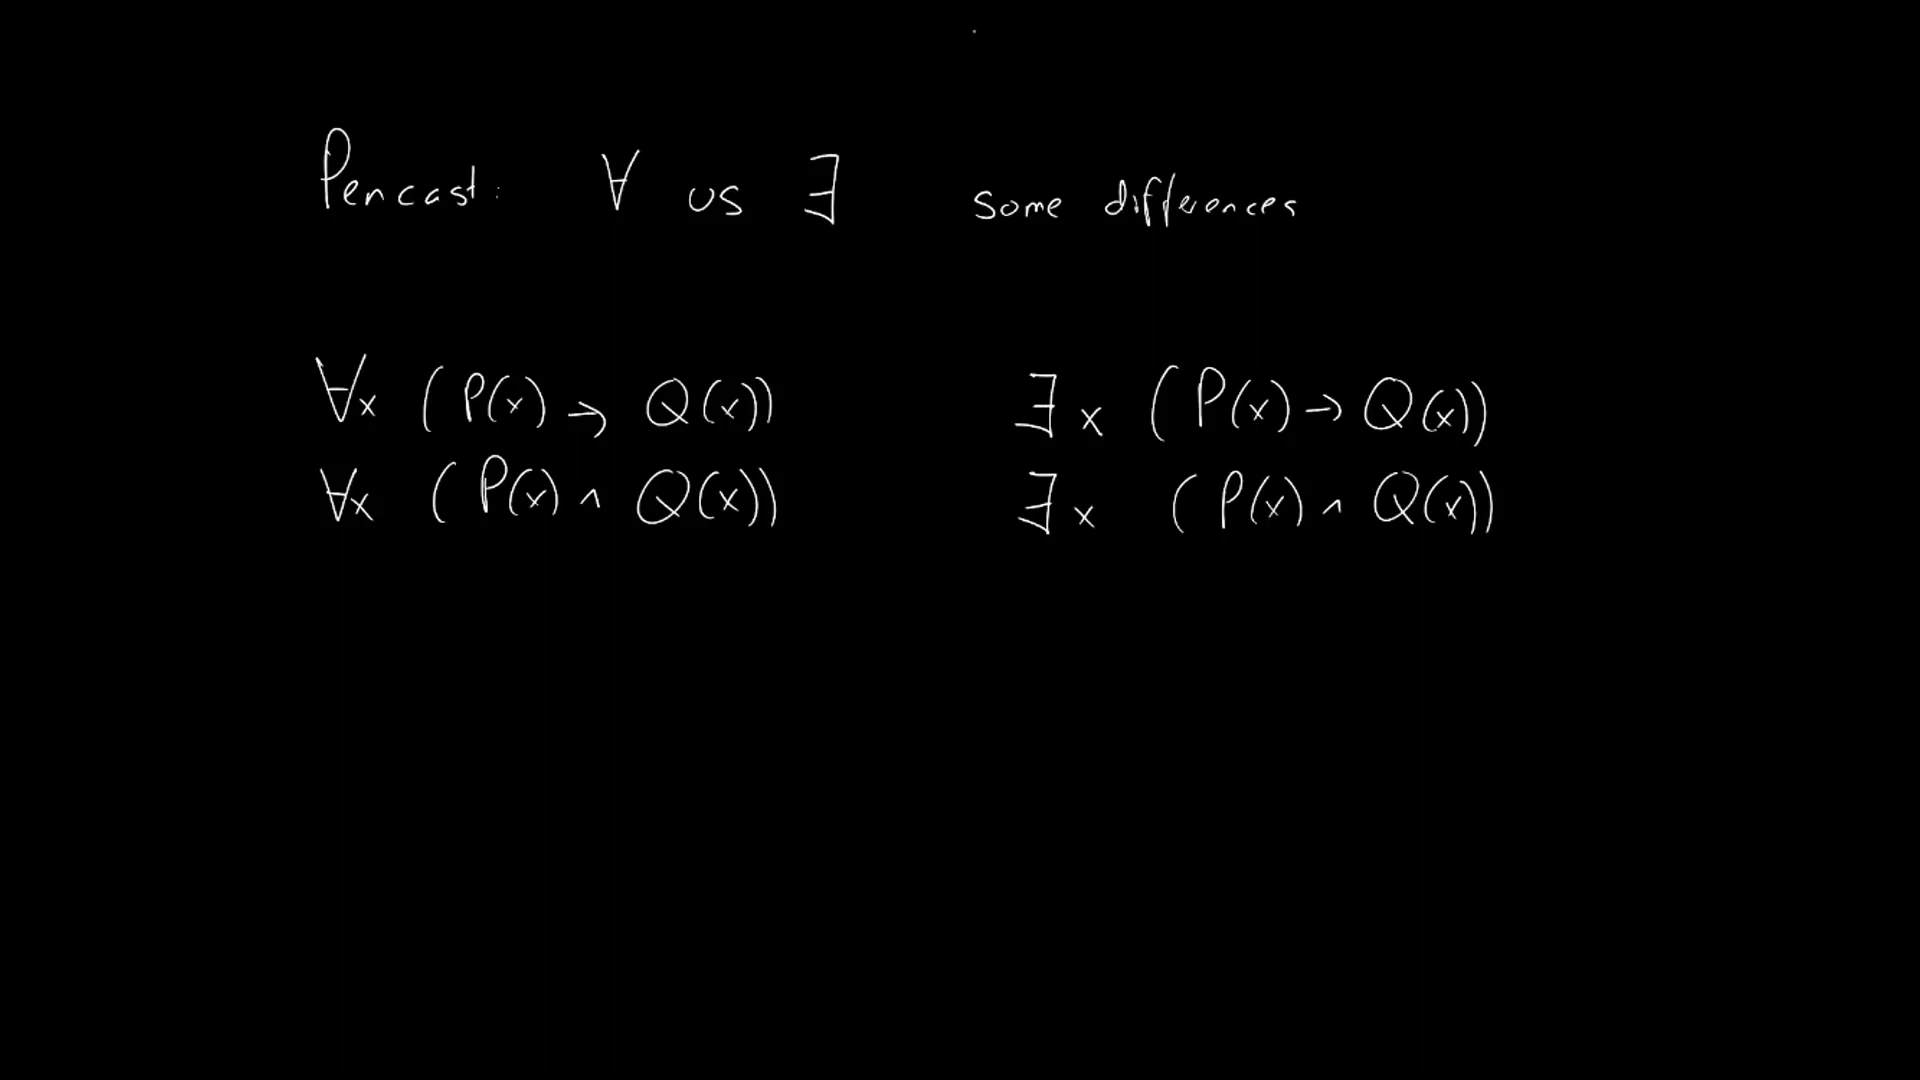 Pencast: ∀ vs ∃ some differences
∀x (P(x) → Q(x)) ∃x (P(x) → Q(x))
∀x (P(x) ∧ Q(x)) ∃x (P(x) ∧ Q(x))